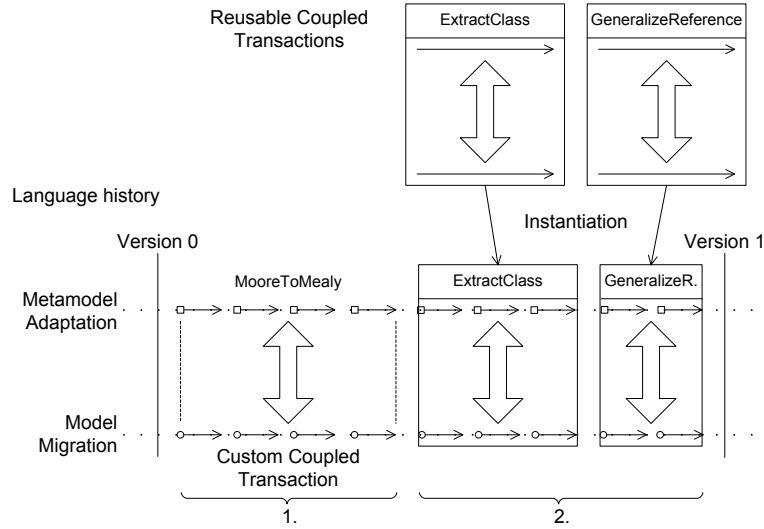 Reusable Coupled
Transactions
ExtractClass
GeneralizeReference
Language history
Instantiation
Version 0
Version 1
MooreToMealy
ExtractClass
GeneralizeR.
Metamodel
Adaptation
Model
Migration
Custom Coupled
Transaction
1.
2.